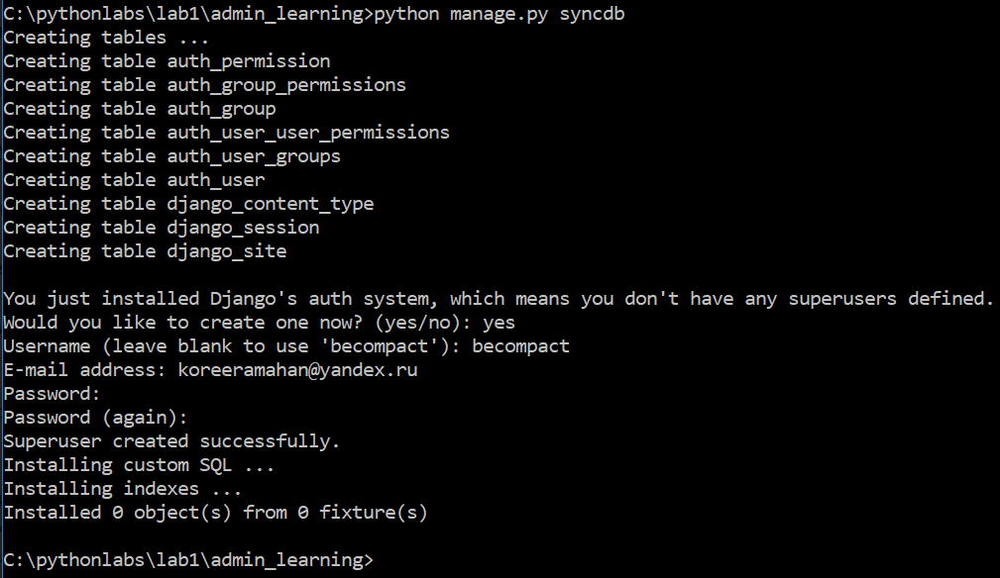 C:\pythonlabs\lab1\admin_learning>python manage.py syncdb
Creating tables ...
Creating table auth_permission
Creating table auth_group_permissions
Creating table auth_group
Creating table auth_user_user_permissions
Creating table auth_user_groups
Creating table auth_user
Creating table django_content_type
Creating table django_session
Creating table django_site

You just installed Django's auth system, which means you don't have any superusers defined.
Would you like to create one now? (yes/no): yes
Username (leave blank to use 'becompact'): becompact
E-mail address: koreeramahan@yandex.ru
Password:
Password (again):
Superuser created successfully.
Installing custom SQL ...
Installing indexes ...
Installed 0 object(s) from 0 fixture(s)

C:\pythonlabs\lab1\admin_learning>